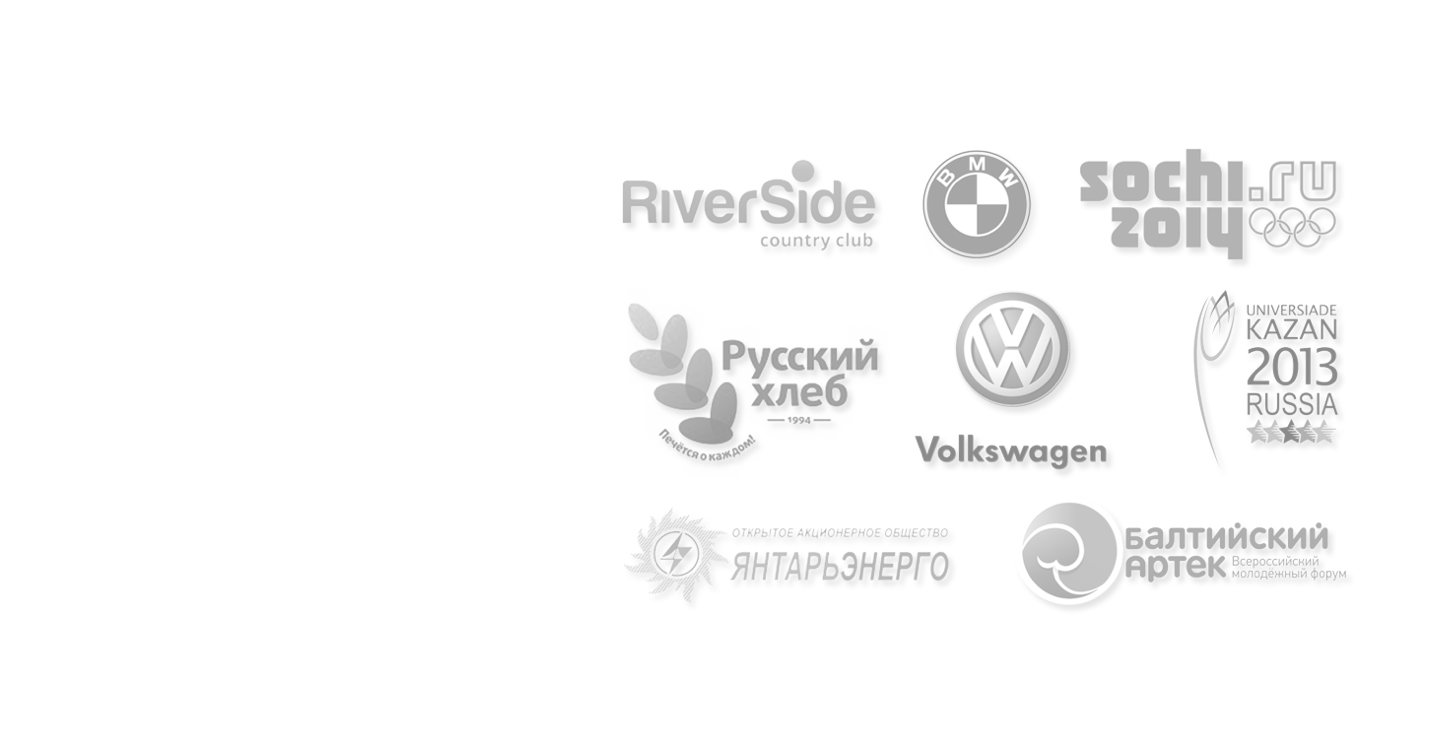 RiverSide
country club
BMW
sochi.ru
2014
Русский
хлеб
1994
Печётся о каждом!
Volkswagen
UNIVERSIADE
KAZAN
2013
RUSSIA
ОТКРЫТОЕ АКЦИОНЕРНОЕ ОБЩЕСТВО
ЯНТАРЬЭНЕРГО
БАЛТИЙСКИЙ
АРТЕК
Всероссийский
молодёжный форум